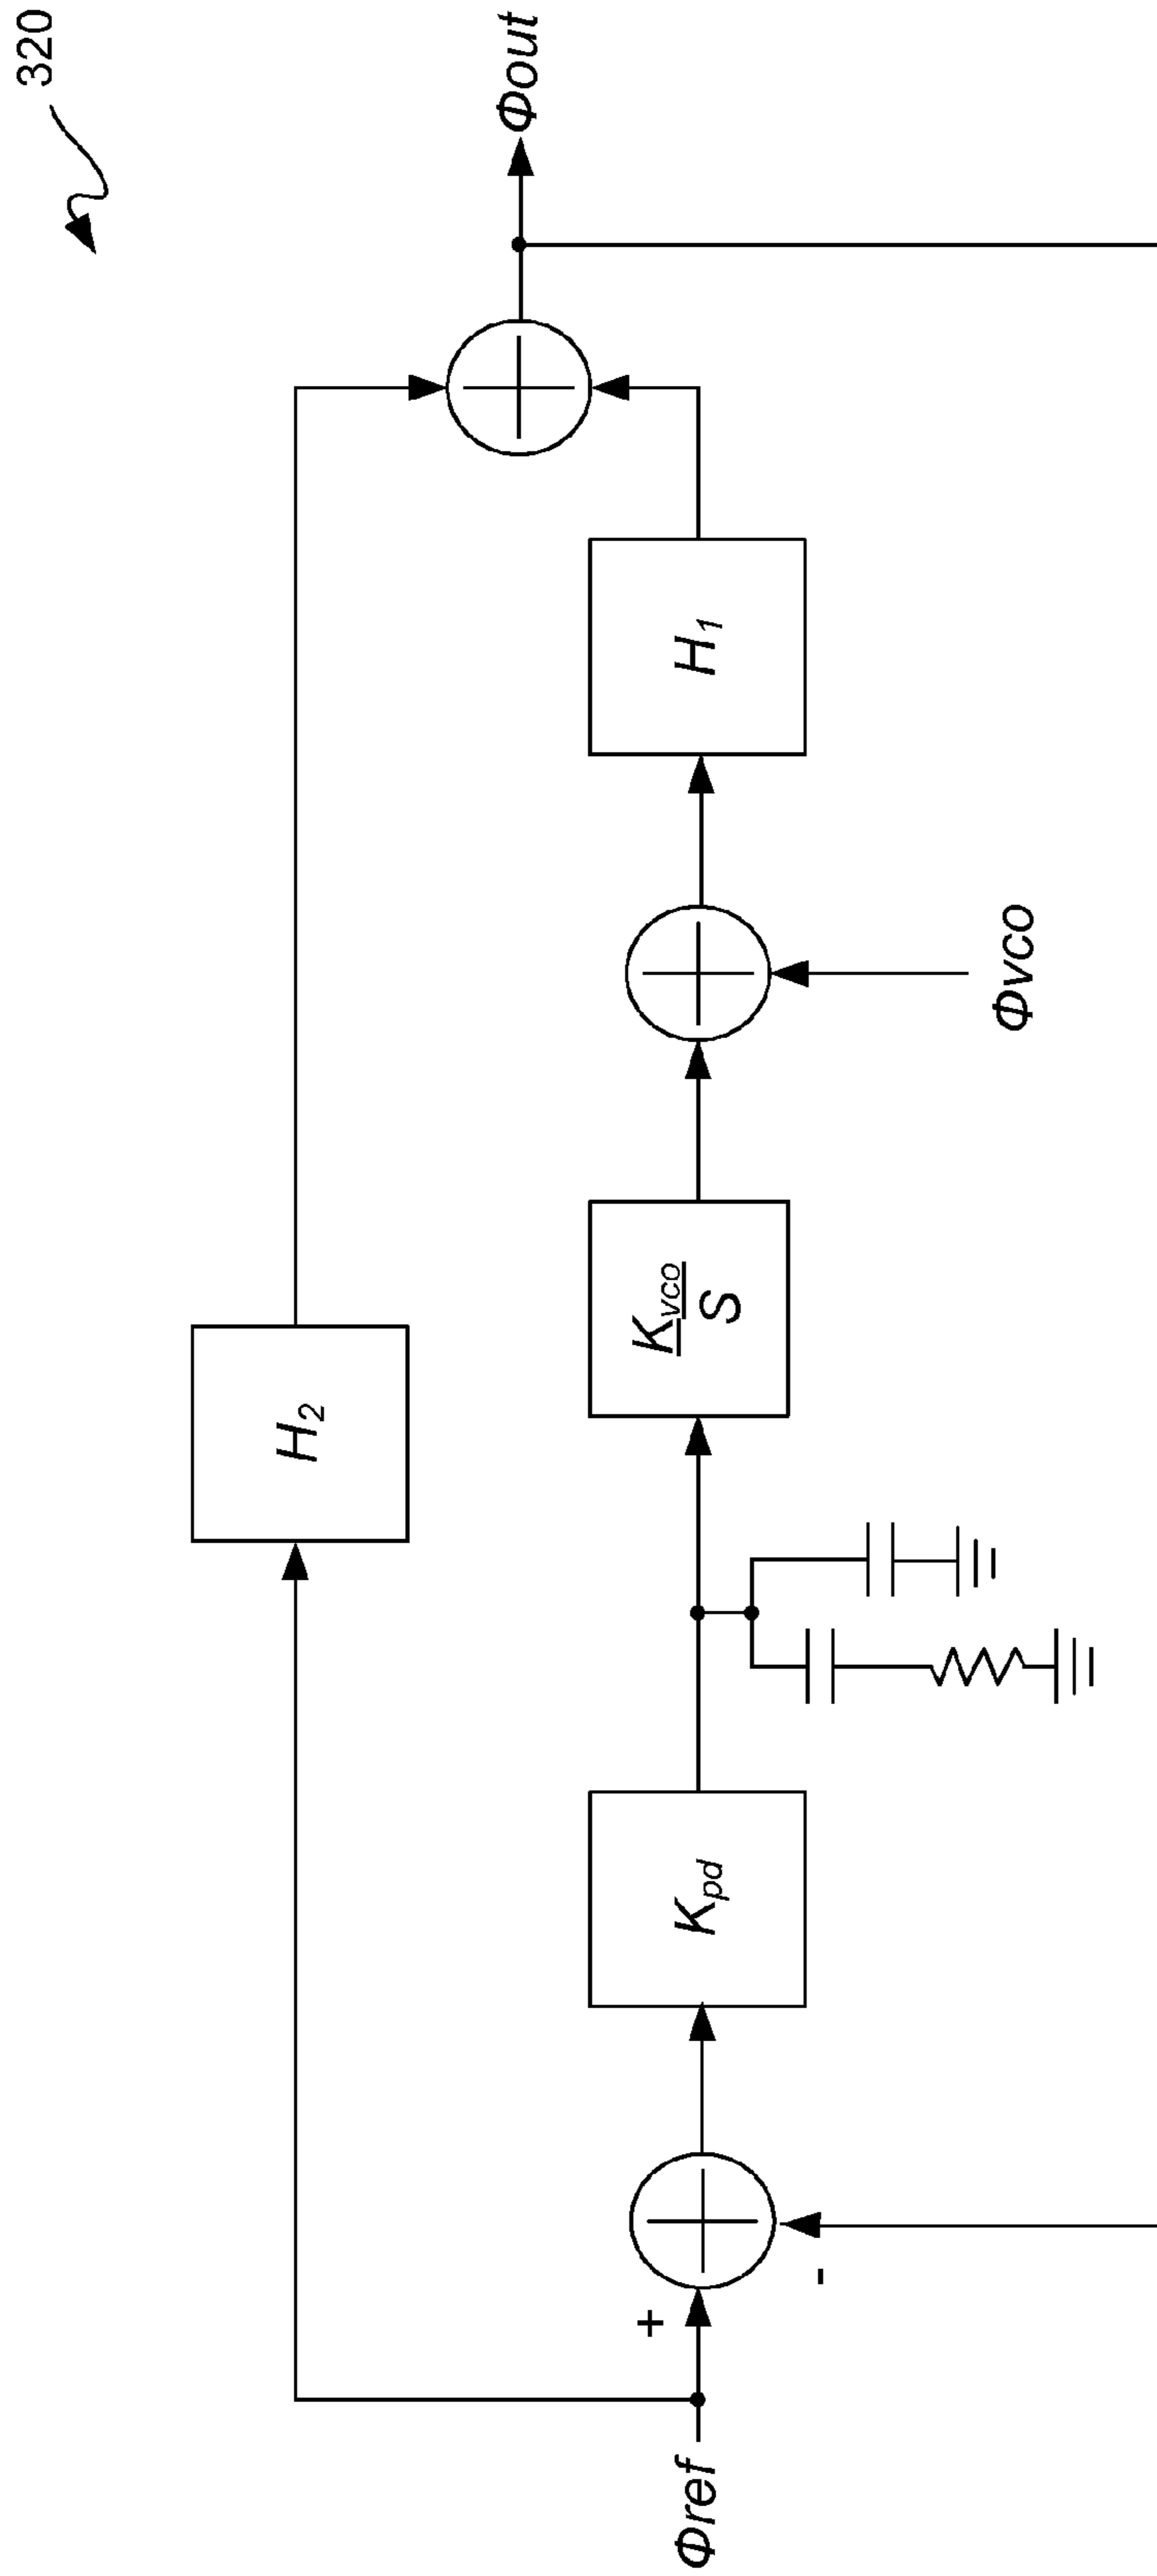 320
H2
Φout
Φref
+
-
Kpd
Kvco
S
H1
Φvco